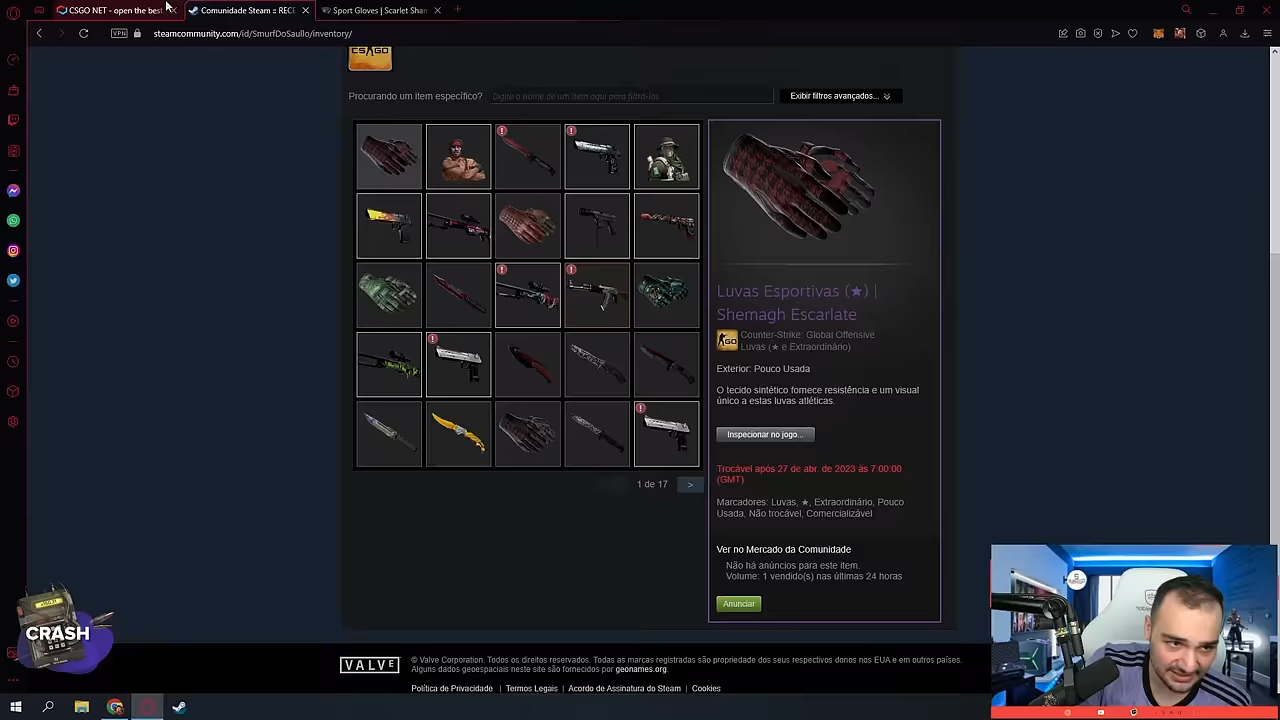 CSGO NET - open the best
Comunidade Steam :: RECE
Sport Gloves | Scarlet Sham
VPN
steamcommunity.com/id/SmurfDoSaullo/inventory/
CS GO
Procurando um item específico?
Digite o nome de um item aqui para filtrá-los
Exibir filtros avançados...
Luvas Esportivas (★) |
Shemagh Escarlate
GO
Counter-Strike: Global Offensive
Luvas (★ e Extraordinário)
Exterior: Pouco Usada
O tecido sintético fornece resistência e um visual
único a estas luvas atléticas.
Inspecionar no jogo...
Trocável após 27 de abr. de 2023 às 7:00:00
(GMT)
Marcadores: Luvas, ★, Extraordinário, Pouco
Usada, Não trocável, Comercializável
1 de 17
>
Ver no Mercado da Comunidade
Não há anúncios para este item.
Volume: 1 vendido(s) nas últimas 24 horas
Anunciar
CRASH
VALVE
© Valve Corporation. Todos os direitos reservados. Todas as marcas registradas são propriedade dos seus respectivos donos nos EUA e em outros países.
Alguns dados geoespaciais neste site são fornecidos por geonames.org.
Política de Privacidade | Termos Legais | Acordo de Assinatura do Steam | Cookies